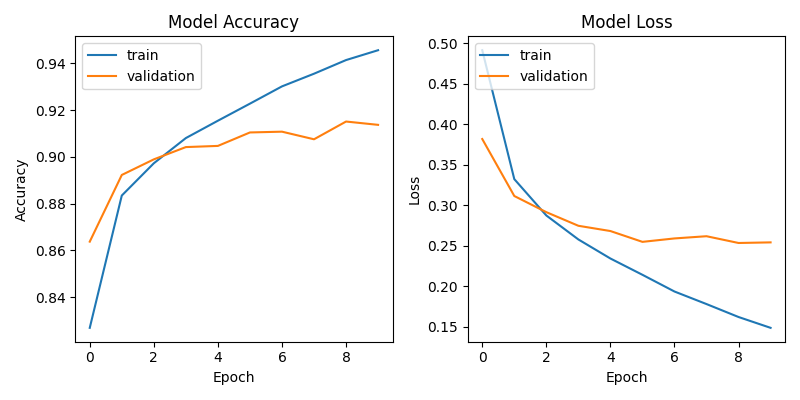 Model Accuracy
train
validation
0.94
0.92
0.90
0.88
0.86
0.84
Accuracy
0 2 4 6 8
Epoch
Model Loss
train
validation
0.50
0.45
0.40
0.35
0.30
0.25
0.20
0.15
Loss
0 2 4 6 8
Epoch